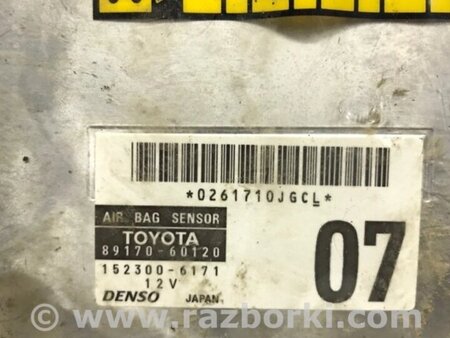 *0261710JGCL*
AIR BAG SENSOR
TOYOTA
89170-60120
152300-6171
12V
DENSO JAPAN
07
www.razborki.com